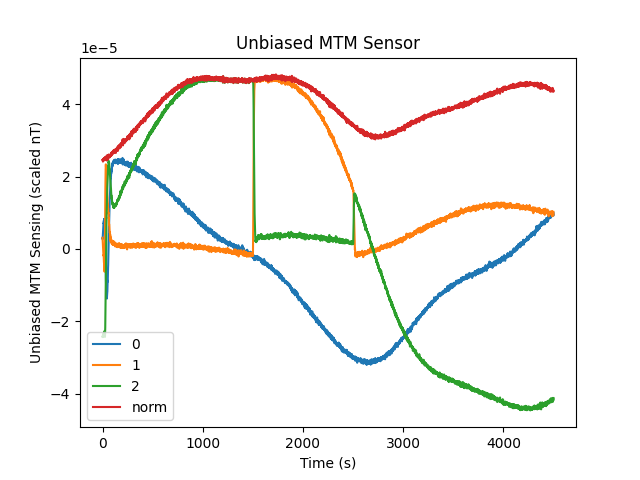 Unbiased MTM Sensor
1e−5
Unbiased MTM Sensing (scaled nT)
4
2
0
−2
−4
0
1
2
norm
0 1000 2000 3000 4000
Time (s)